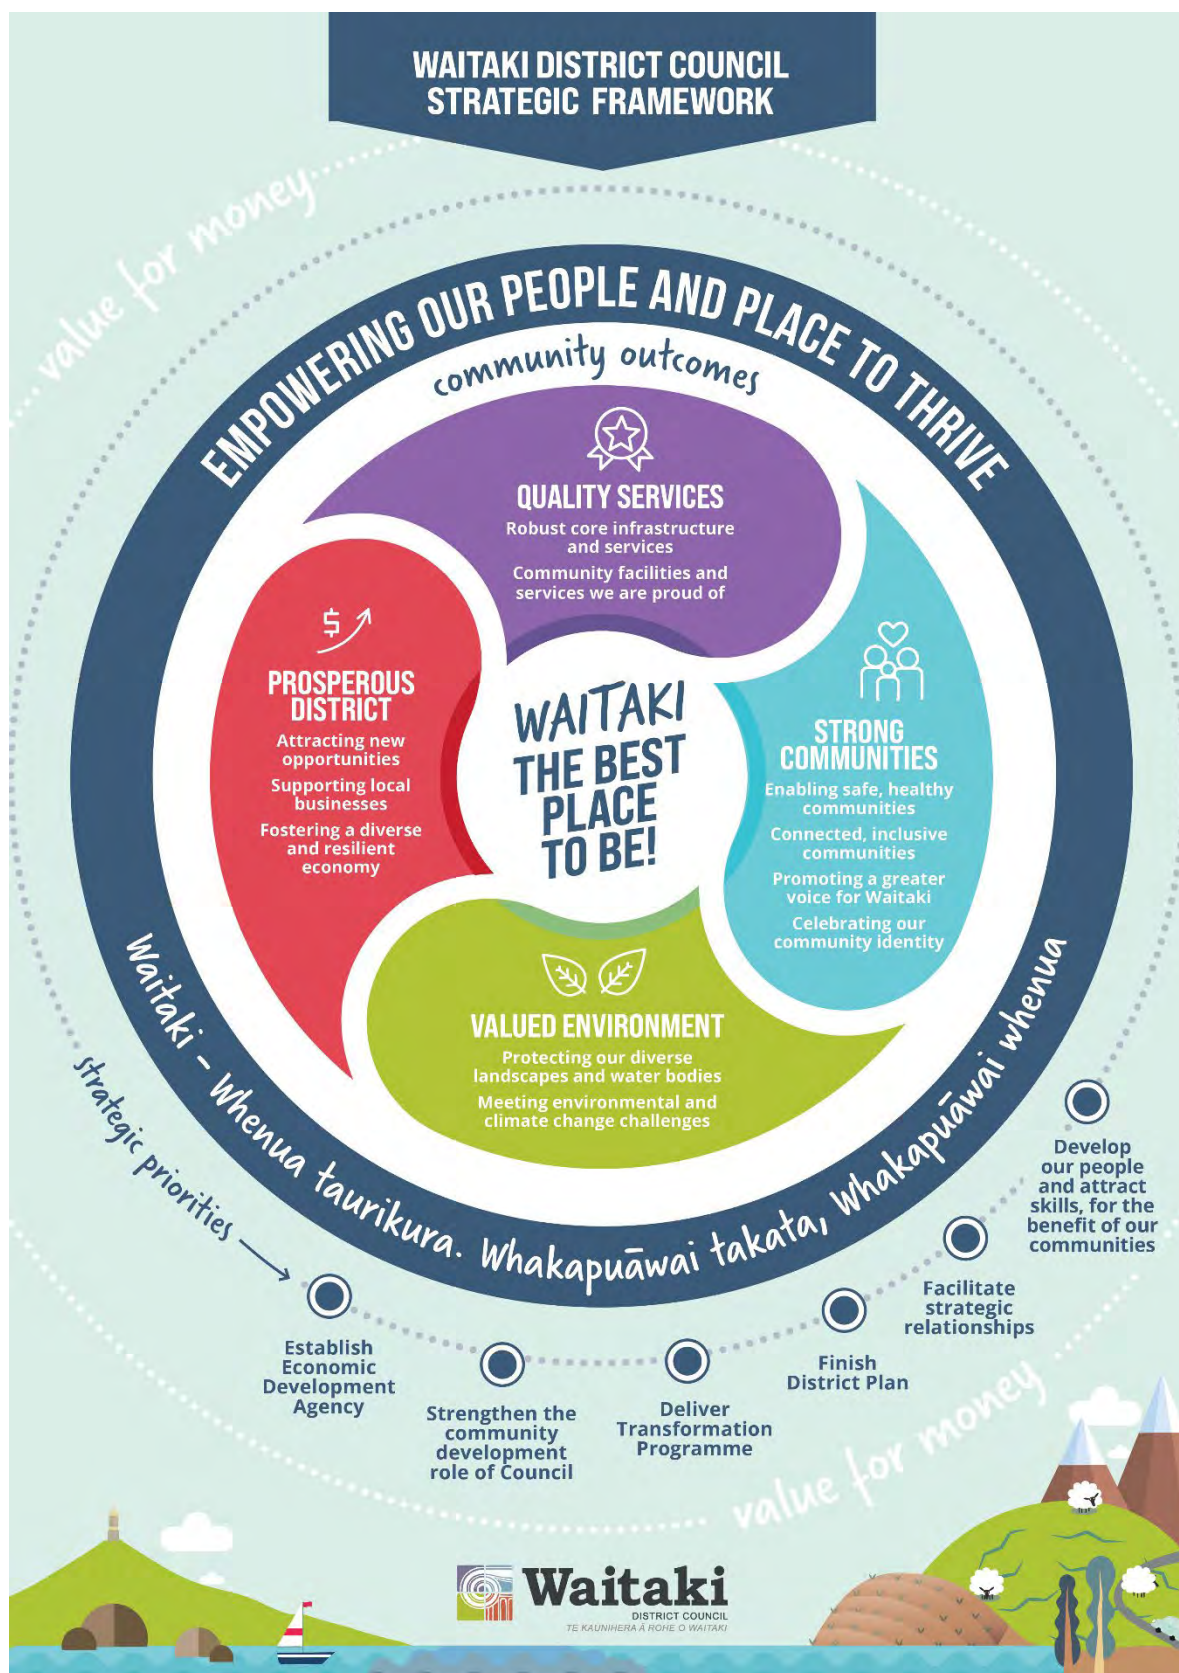 WAITAKI DISTRICT COUNCIL
STRATEGIC FRAMEWORK
value for money
EMPOWERING OUR PEOPLE AND PLACE TO THRIVE
community outcomes
QUALITY SERVICES
Robust core infrastructure
and services
Community facilities and
services we are proud of
PROSPEROUS
DISTRICT
Attracting new
opportunities
Supporting local
businesses
Fostering a diverse
and resilient
economy
WAITAKI
THE BEST
PLACE
TO BE!
STRONG
COMMUNITIES
Enabling safe, healthy
communities
Connected, inclusive
communities
Promoting a greater
voice for Waitaki
Celebrating our
community identity
VALUED ENVIRONMENT
Protecting our diverse
landscapes and water bodies
Meeting environmental and
climate change challenges
Waitaki – Whenua taurikura. Whakapuāwai takata, Whakapuāwai whenua
strategic priorities
Establish
Economic
Development
Agency
Strengthen the
community
development
role of Council
Deliver
Transformation
Programme
Finish
District Plan
Facilitate
strategic
relationships
Develop
our people
and attract
skills, for the
benefit of our
communities
value for money
Waitaki
DISTRICT COUNCIL
TE KAUNIHERA Ā ROHE O WAITAKI